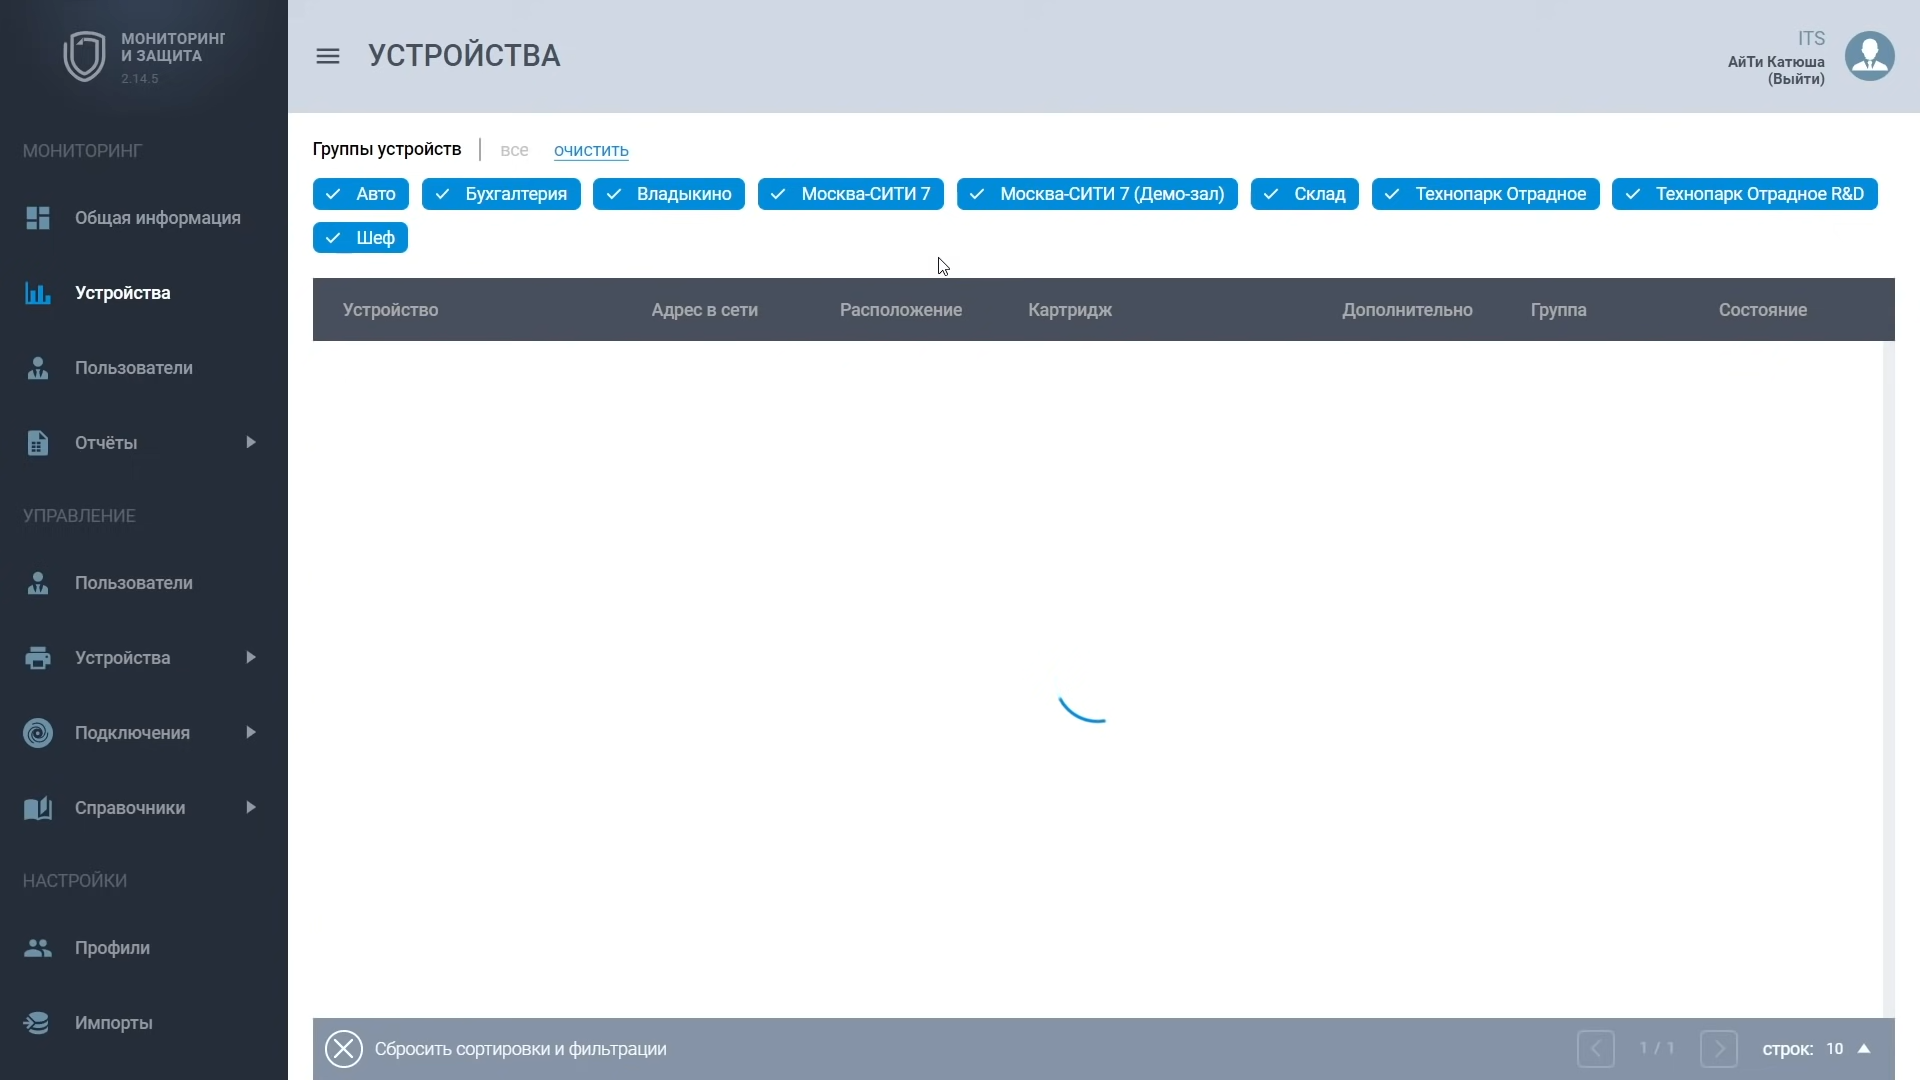 МОНИТОРИНГ
И ЗАЩИТА
2.14.5
МОНИТОРИНГ
Общая информация
Устройства
Пользователи
Отчёты
УПРАВЛЕНИЕ
Пользователи
Устройства
Подключения
Справочники
НАСТРОЙКИ
Профили
Импорты
УСТРОЙСТВА
ITS
АйТи Катюша
(Выйти)
Группы устройств все очистить
Авто Бухгалтерия Владыкино Москва-СИТИ 7 Москва-СИТИ 7 (Демо-зал) Склад Технопарк Отрадное Технопарк Отрадное R&D
Шеф
Устройство Адрес в сети Расположение Картридж Дополнительно Группа Состояние
Сбросить сортировки и фильтрации 1 / 1 строк: 10